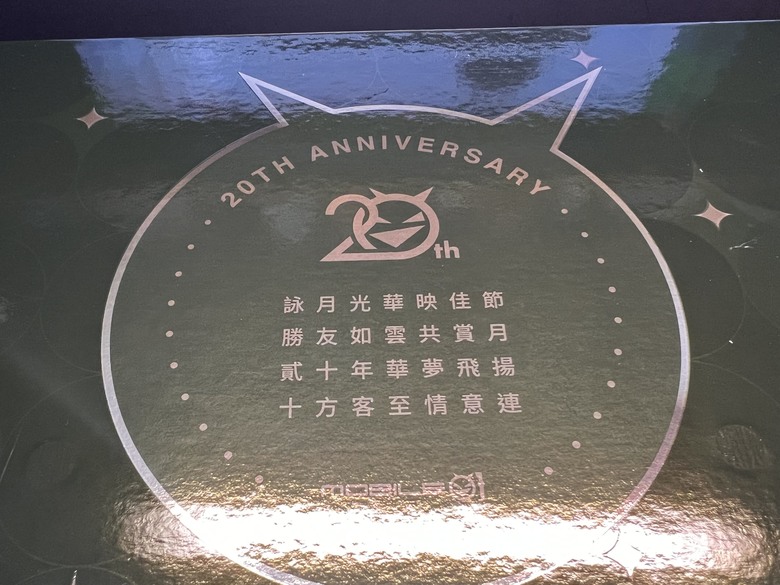 20TH ANNIVERSARY
20th
詠月光華映佳節
勝友如雲共賞月
貳十年華夢飛揚
十方客至情意連
MOBILE01